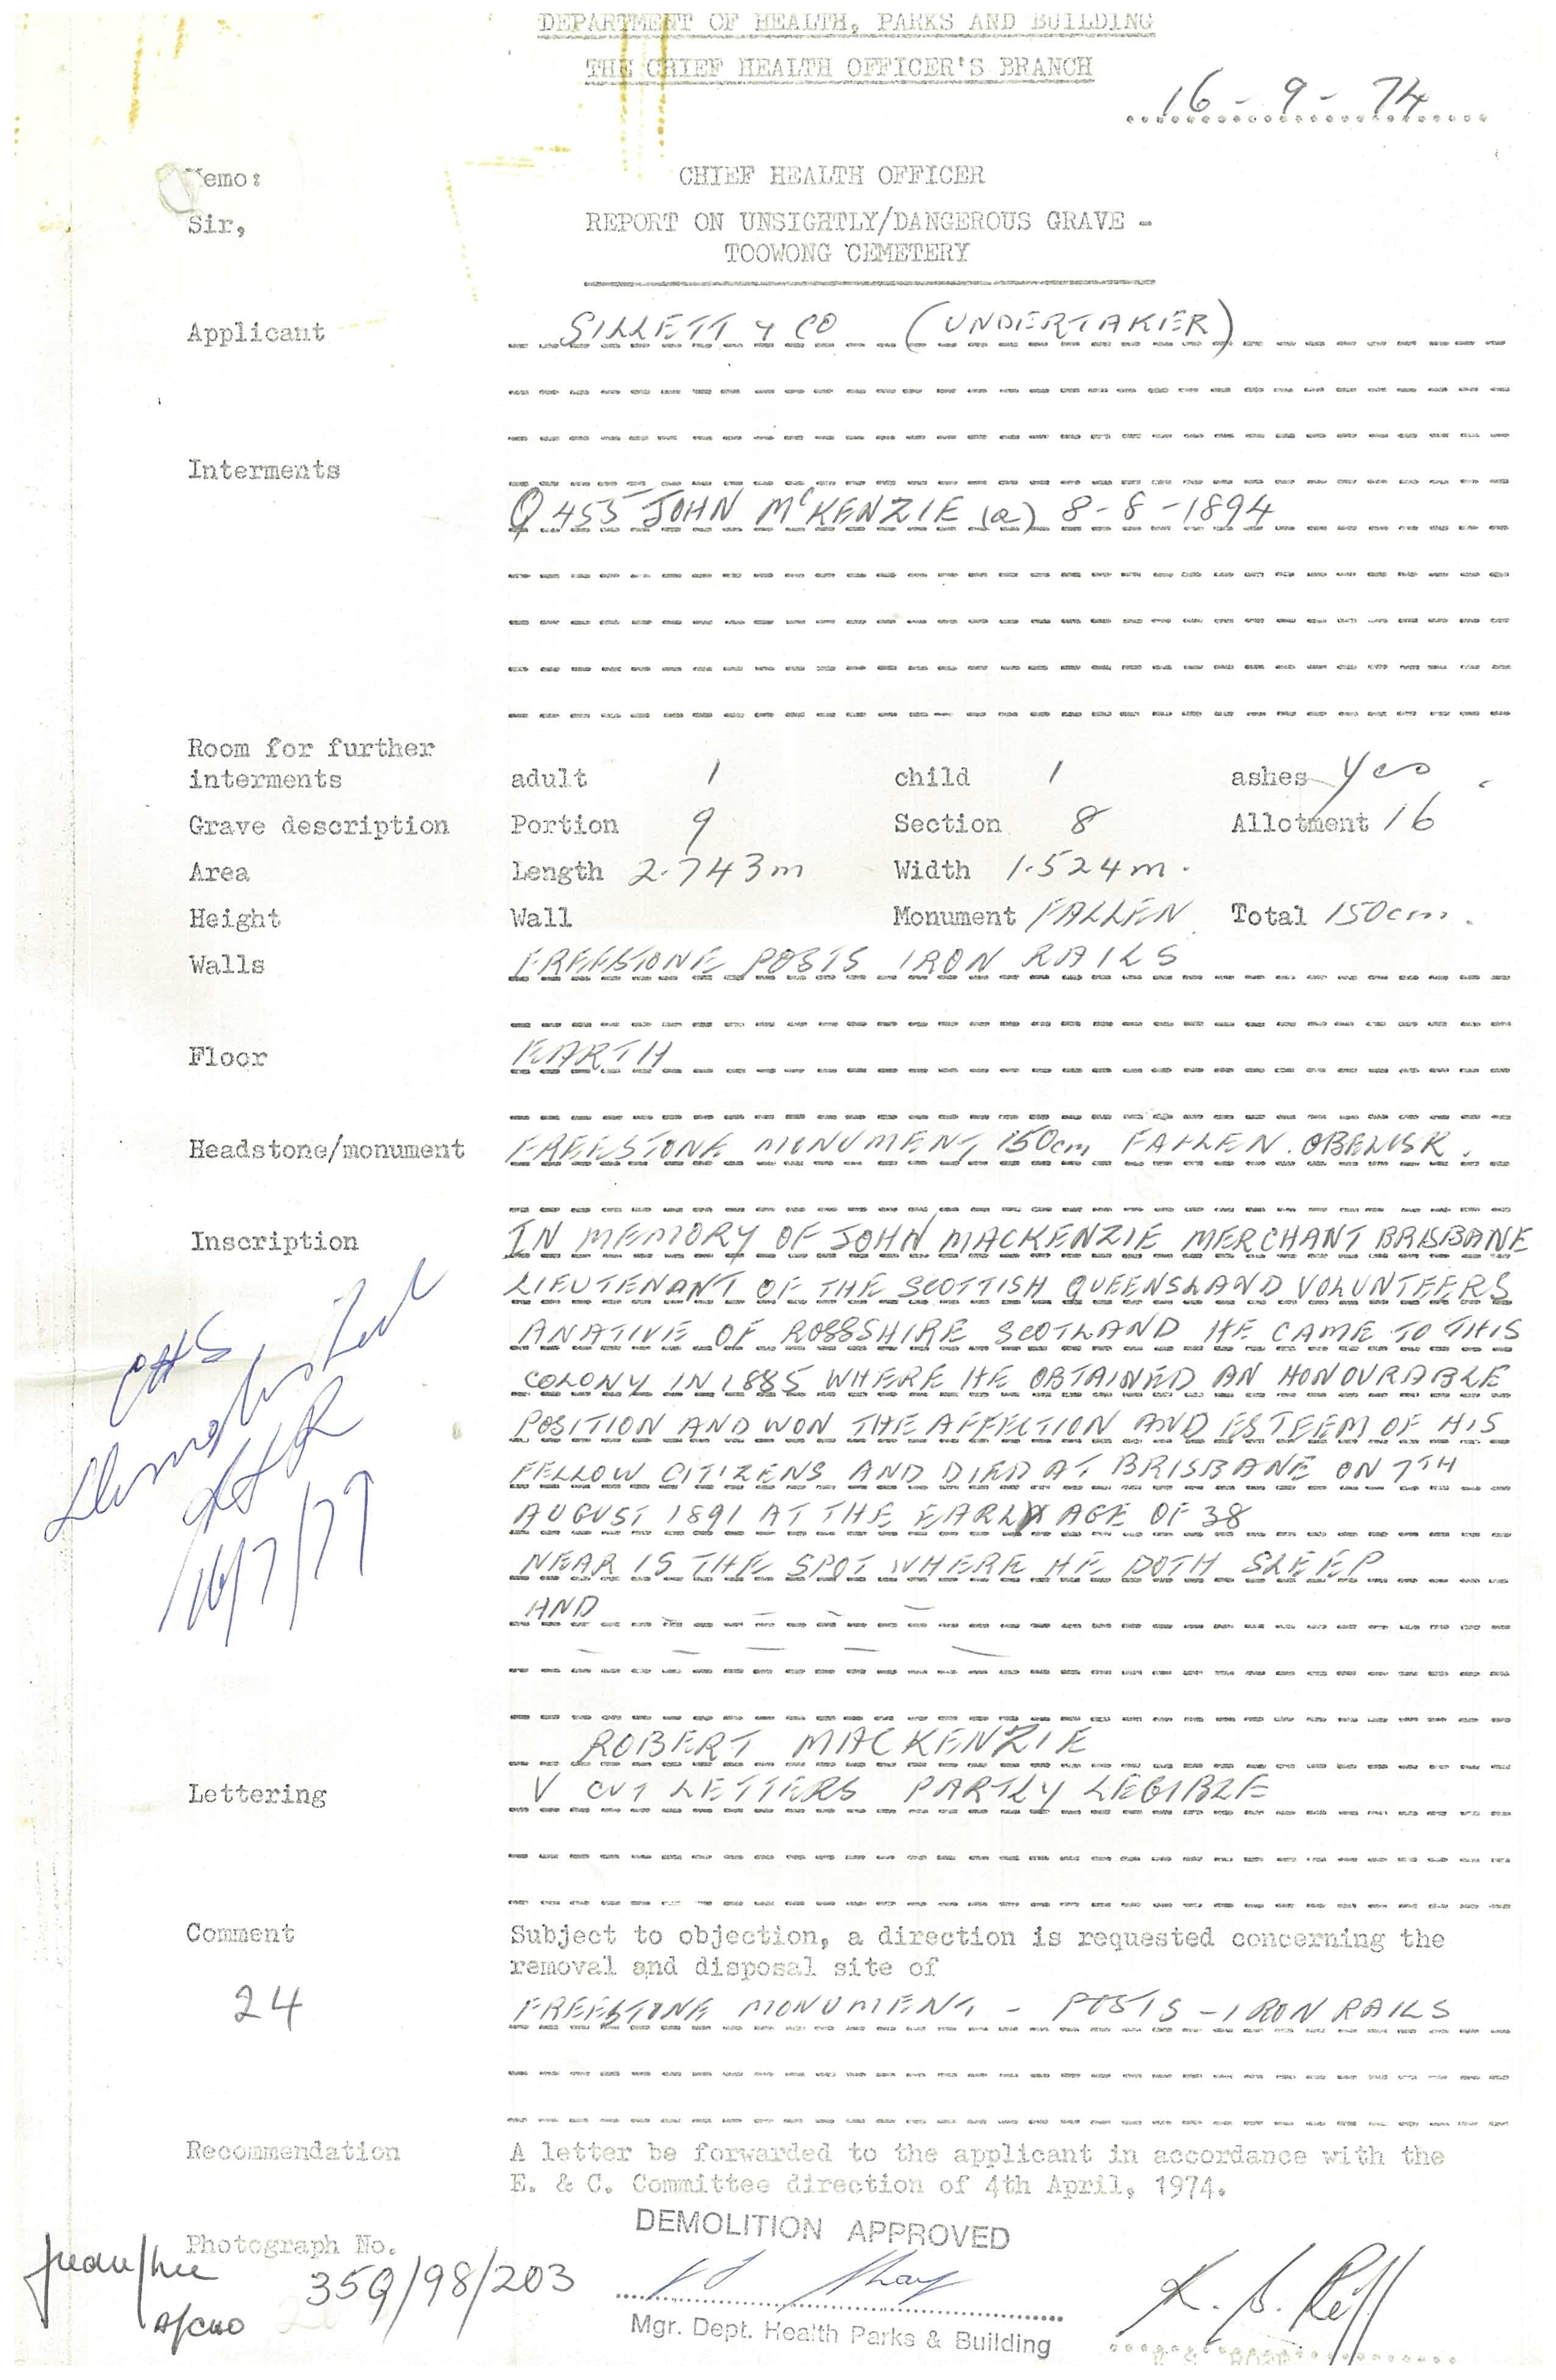 DEPARTMENT OF HEALTH, PARKS AND BUILDING
THE CHIEF HEALTH OFFICER'S BRANCH
16 - 9 - 74
Memo: CHIEF HEALTH OFFICER
Sir, REPORT ON UNSIGHTLY/DANGEROUS GRAVE -
TOOWONG CEMETERY
Applicant SILLETT & CO (UNDERTAKER)
Interments
Q 455 JOHN McKENZIE (a) 8-8-1894
Room for further
interments adult 1 child 1 ashes yes.
Grave description Portion 9 Section 8 Allotment 16
Area Length 2.743m Width 1.524m.
Height Wall Monument FALLEN Total 150cm.
Walls FREESTONE POSTS IRON RAILS
Floor EARTH
Headstone/monument FREESTONE MONUMENT, 150cm FALLEN. OBELISK.
Inscription IN MEMORY OF JOHN MACKENZIE MERCHANT BRISBANE
LIEUTENANT OF THE SCOTTISH QUEENSLAND VOLUNTEERS
A NATIVE OF ROSSSHIRE SCOTLAND HE CAME TO THIS
COLONY IN 1885 WHERE HE OBTAINED AN HONOURABLE
POSITION AND WON THE AFFECTION AND ESTEEM OF HIS
FELLOW CITIZENS AND DIED AT BRISBANE ON 7TH
AUGUST 1891 AT THE EARLY AGE OF 38
NEAR IS THE SPOT WHERE HE DOTH SLEEP
AND - - - -
- - - - -
ROBERT MACKENZIE
Lettering V CUT LETTERS PARTLY LEGIBLE
CHS
Demolished
16/7/79
Comment Subject to objection, a direction is requested concerning the
removal and disposal site of
24 FREESTONE MONUMENT - POSTS - IRON RAILS
Recommendation A letter be forwarded to the applicant in accordance with the
E. & C. Committee direction of 4th April, 1974.
DEMOLITION APPROVED
Photograph No.
359/98/203
A/CHO
Mgr. Dept. Health Parks & Building